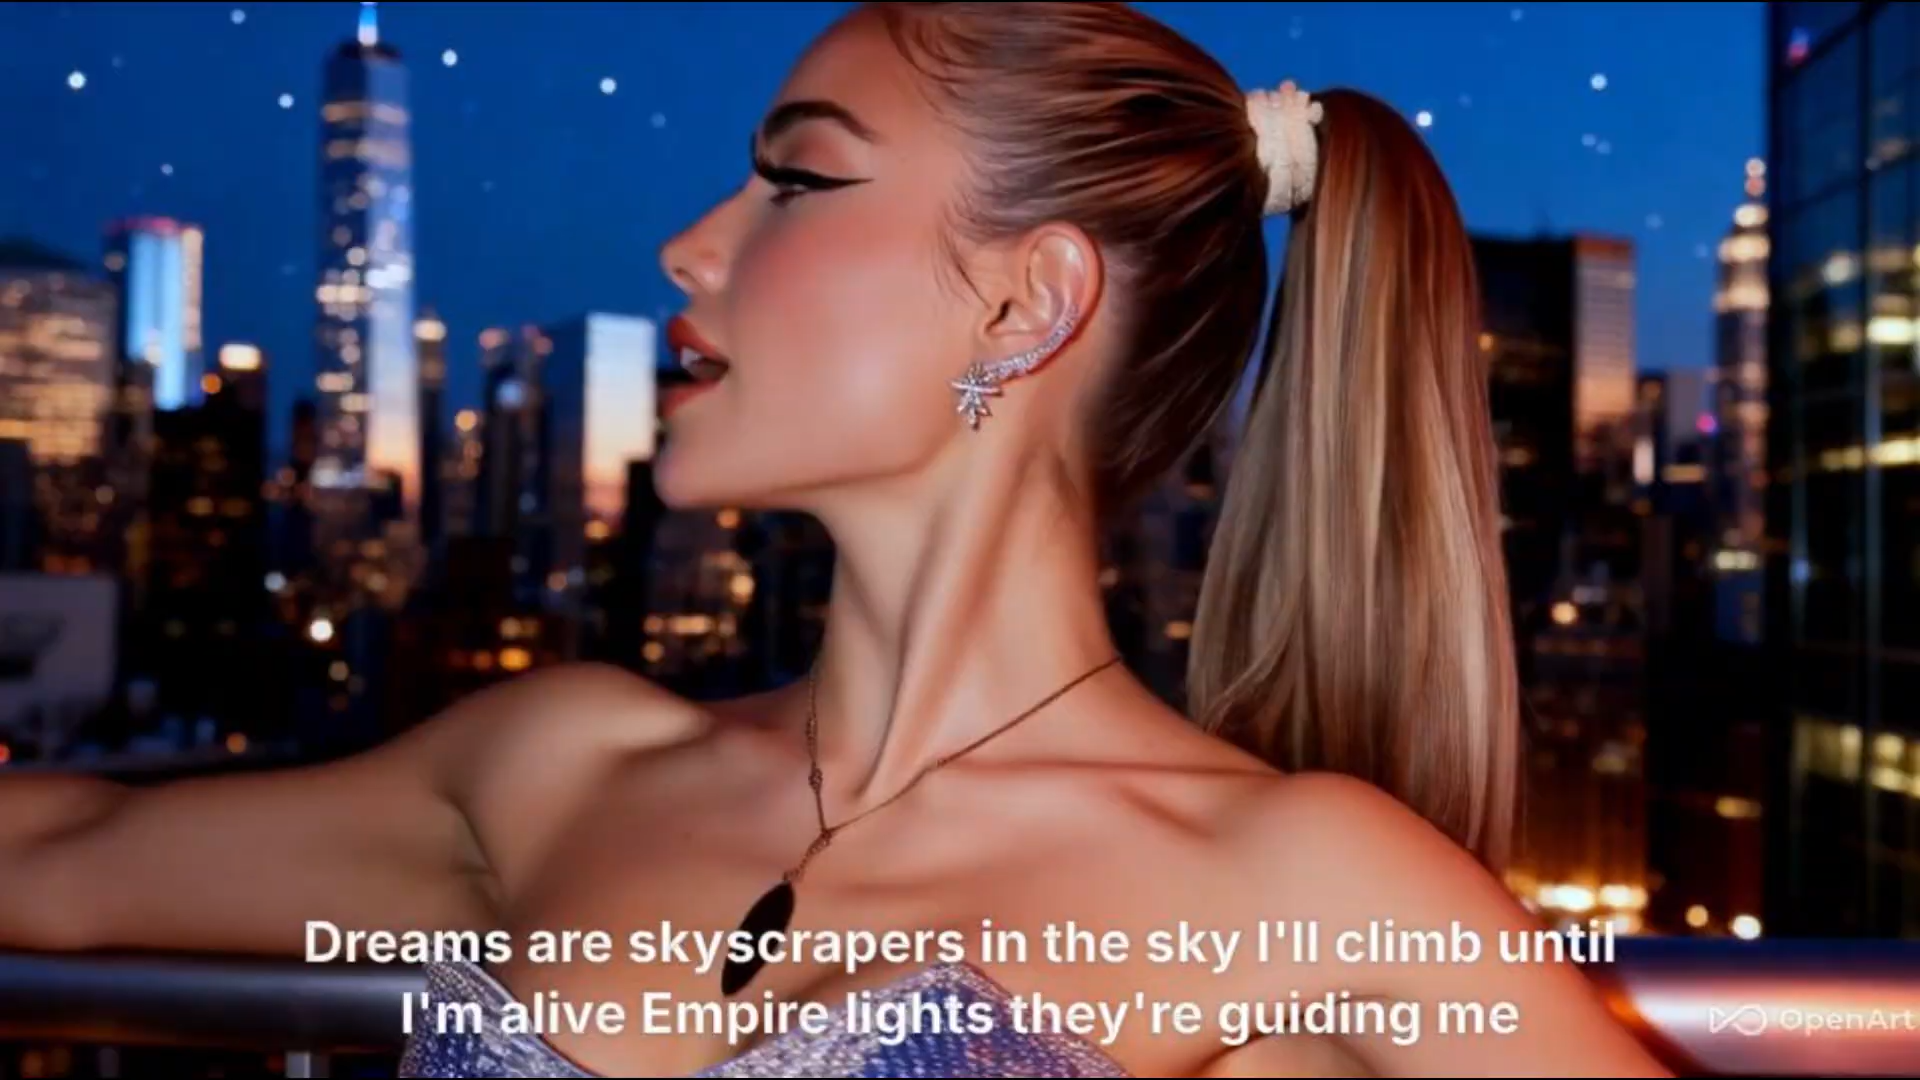 Dreams are skyscrapers in the sky I'll climb until
I'm alive Empire lights they're guiding me
OpenArt